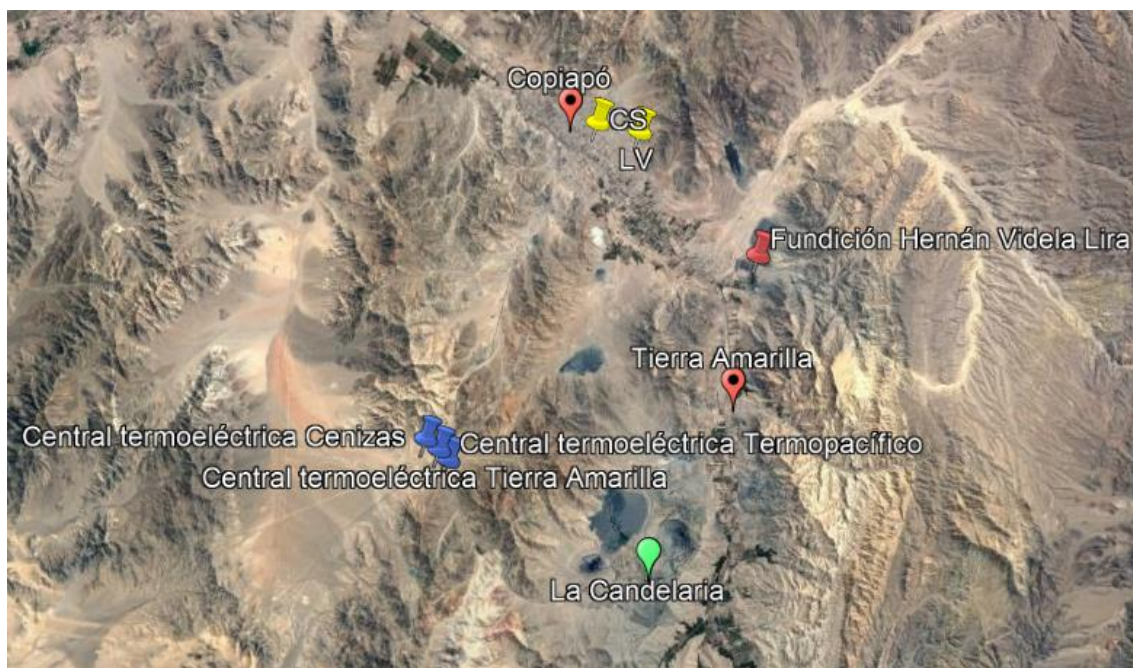 Copiapó
CS
LV
Fundición Hernán Videla Lira
Tierra Amarilla
Central termoeléctrica Cenizas
Central termoeléctrica Termopacífico
Central termoeléctrica Tierra Amarilla
La Candelaria